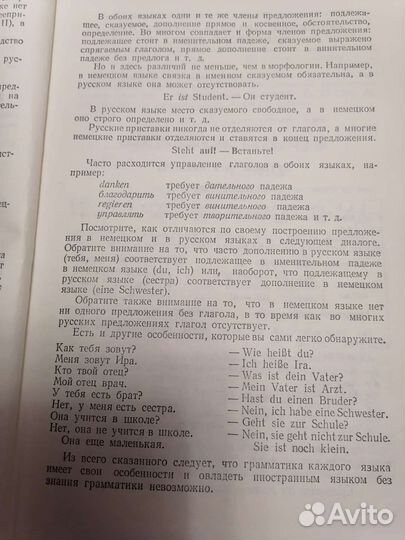 В обоих языках одни и те же члены предложения: подлежа-
щее, сказуемое, дополнение прямое и косвенное, обстоятельство,
определение. Во многом совпадает и форма членов предложения:
подлежащее стоит в именительном падеже, сказуемое выражено
спрягаемым глаголом, прямое дополнение стоит в винительном
падеже без предлога и т. д.
Но и здесь различий не меньше, чем в морфологии. Например,
в немецком языке связка в именном сказуемом обязательна, а в
русском языке она может отсутствовать.
Er ist Student. — Он студент.
В русском языке место сказуемого свободное, а в немецком
оно строго определено и т. д.
Русские приставки никогда не отделяются от глагола, а многие
немецкие приставки отделяются и ставятся в конец предложения.
Steht auf! — Встаньте!
Часто расходится управление глаголов в обоих языках, на-
пример:
danken требует дательного падежа
благодарить требует винительного падежа
regieren требует винительного падежа
управлять требует творительного падежа и т. д.
Посмотрите, как отличаются по своему построению предложе-
ния в немецком и в русском языках в следующем диалоге.
Обратите внимание на то, что часто дополнению в русском языке
(тебя, меня) соответствует подлежащее в именительном падеже
в немецком языке (du, ich) или, наоборот, что подлежащему в
русском языке (сестра) соответствует дополнение в немецком
языке (eine Schwester).
Обратите также внимание на то, что в немецком языке нет
ни одного предложения без глагола, в то время как во многих
русских предложениях глагол отсутствует.
Есть и другие особенности, которые вы сами легко обнаружите.
Как тебя зовут? — Wie heißt du?
Меня зовут Ира. — Ich heiße Ira.
Кто твой отец? — Was ist dein Vater?
Мой отец врач. — Mein Vater ist Arzt.
У тебя есть брат? — Hast du einen Bruder?
Нет, у меня есть сестра. — Nein, ich habe eine Schwester.
Она учится в школе? — Geht sie zur Schule?
Нет, она не учится в школе. — Nein, sie geht nicht zur Schule.
Она еще маленькая. Sie ist noch klein.
Из всего сказанного следует, что грамматика каждого языка
имеет свои особенности и овладеть иностранным языком без
знания грамматики невозможно.
Avito